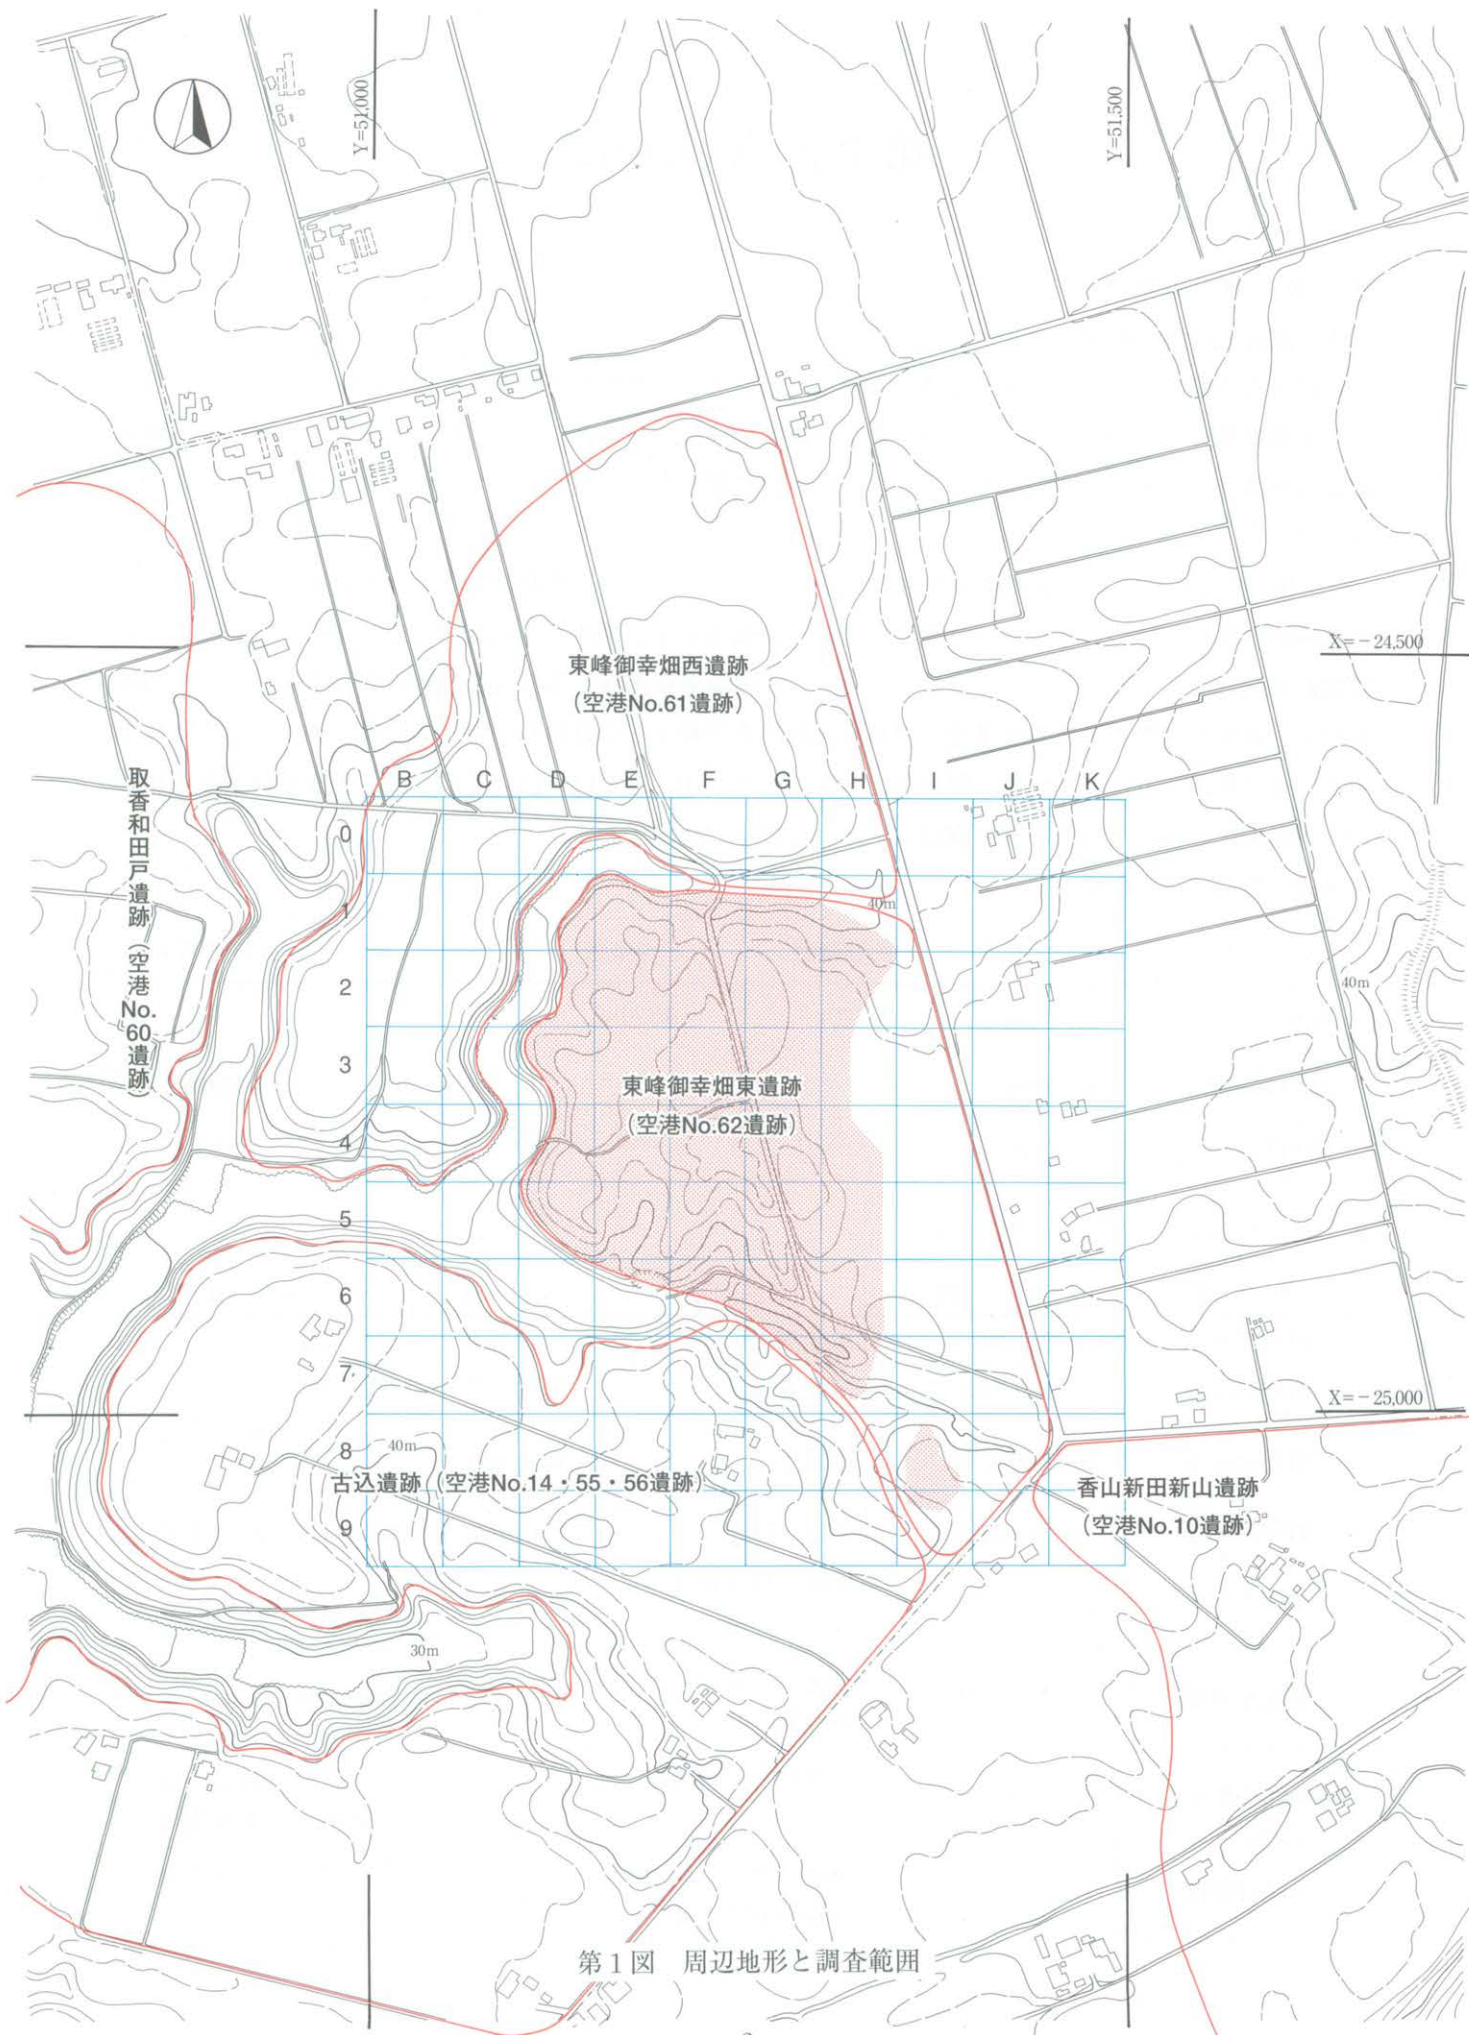 Y=51,000
Y=51,500
X=－24,500
東峰御幸畑西遺跡
（空港No.61遺跡）
取香和田戸遺跡（空港No.60遺跡）
B C D E F G H I J K
0
1
40m
2
40m
3
東峰御幸畑東遺跡
（空港No.62遺跡）
4
5
6
7
X=－25,000
8
40m
古込遺跡（空港No.14・55・56遺跡）
香山新田新山遺跡
（空港No.10遺跡）
9
30m
第１図　周辺地形と調査範囲